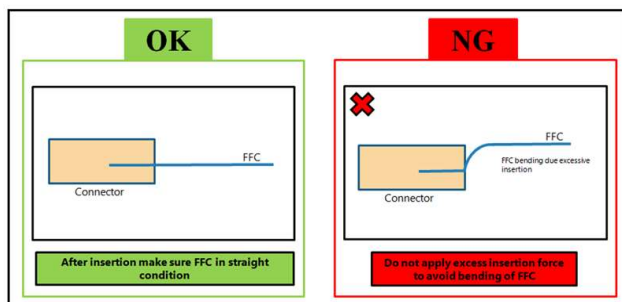 OK
FFC
Connector
After insertion make sure FFC in straight
condition
NG
FFC
FFC bending due excessive
insertion
Connector
Do not apply excess insertion force
to avoid bending of FFC